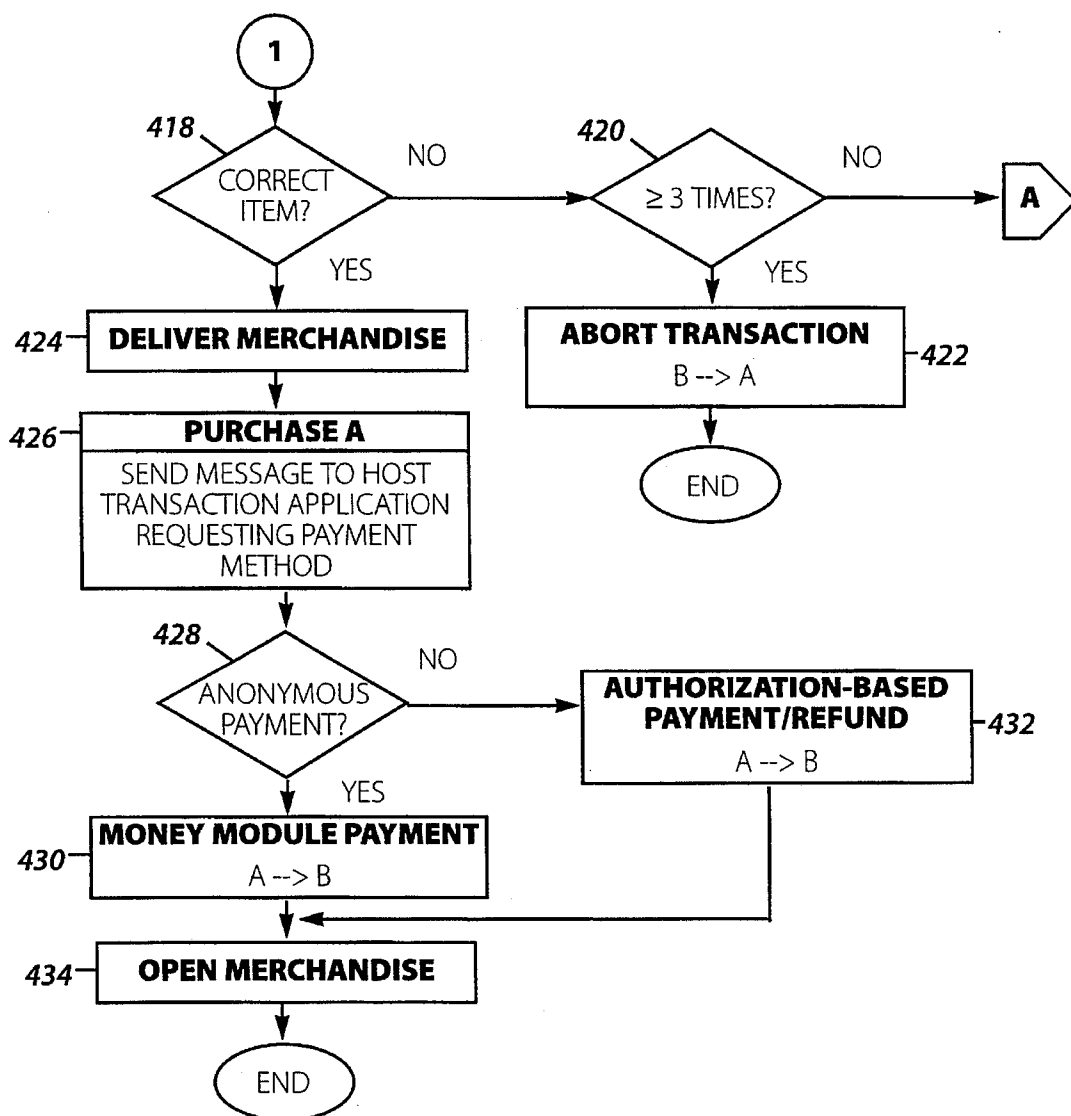 1
418
CORRECT
ITEM?
NO
420
≥ 3 TIMES?
NO
A
YES
YES
424
DELIVER MERCHANDISE
ABORT TRANSACTION
B --> A
422
END
426
PURCHASE A
SEND MESSAGE TO HOST
TRANSACTION APPLICATION
REQUESTING PAYMENT
METHOD
428
ANONYMOUS
PAYMENT?
NO
AUTHORIZATION-BASED
PAYMENT/REFUND
A --> B
432
YES
430
MONEY MODULE PAYMENT
A --> B
434
OPEN MERCHANDISE
END